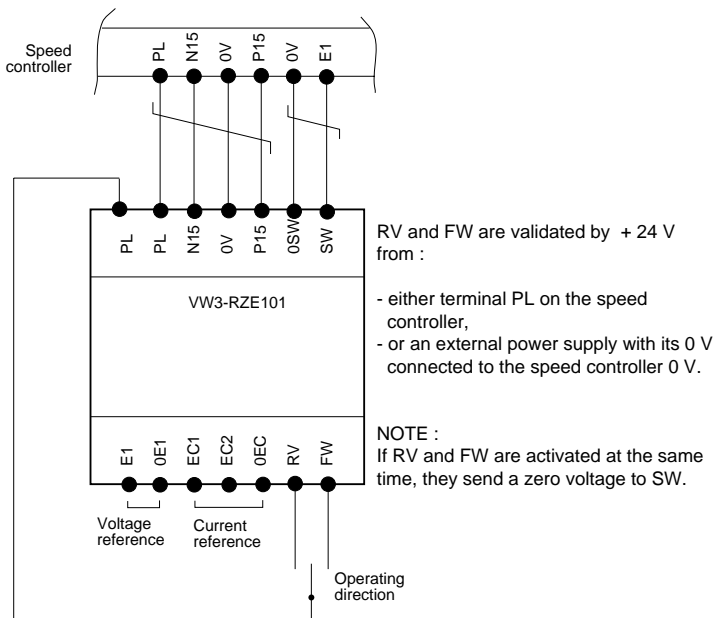 Speed
controller
PL
N15
0V
P15
0V
E1
PL
PL
N15
0V
P15
0SW
SW
VW3-RZE101
E1
0E1
EC1
EC2
0EC
RV
FW
Voltage
reference
Current
reference
Operating
direction
RV and FW are validated by + 24 V
from :
- either terminal PL on the speed
controller,
- or an external power supply with its 0 V
connected to the speed controller 0 V.
NOTE :
If RV and FW are activated at the same
time, they send a zero voltage to SW.